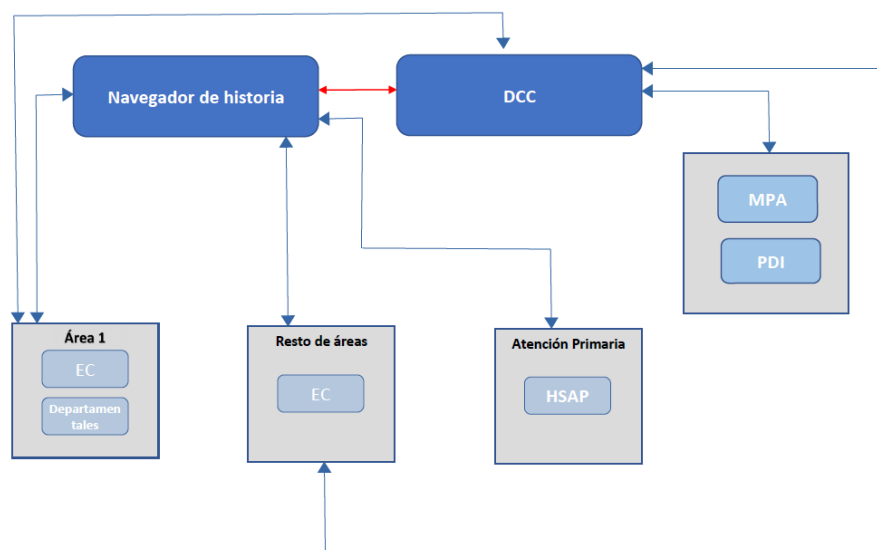 Navegador de historia
DCC
MPA
PDI
Área 1
EC
Departamen
tales
Resto de áreas
EC
Atención Primaria
HSAP